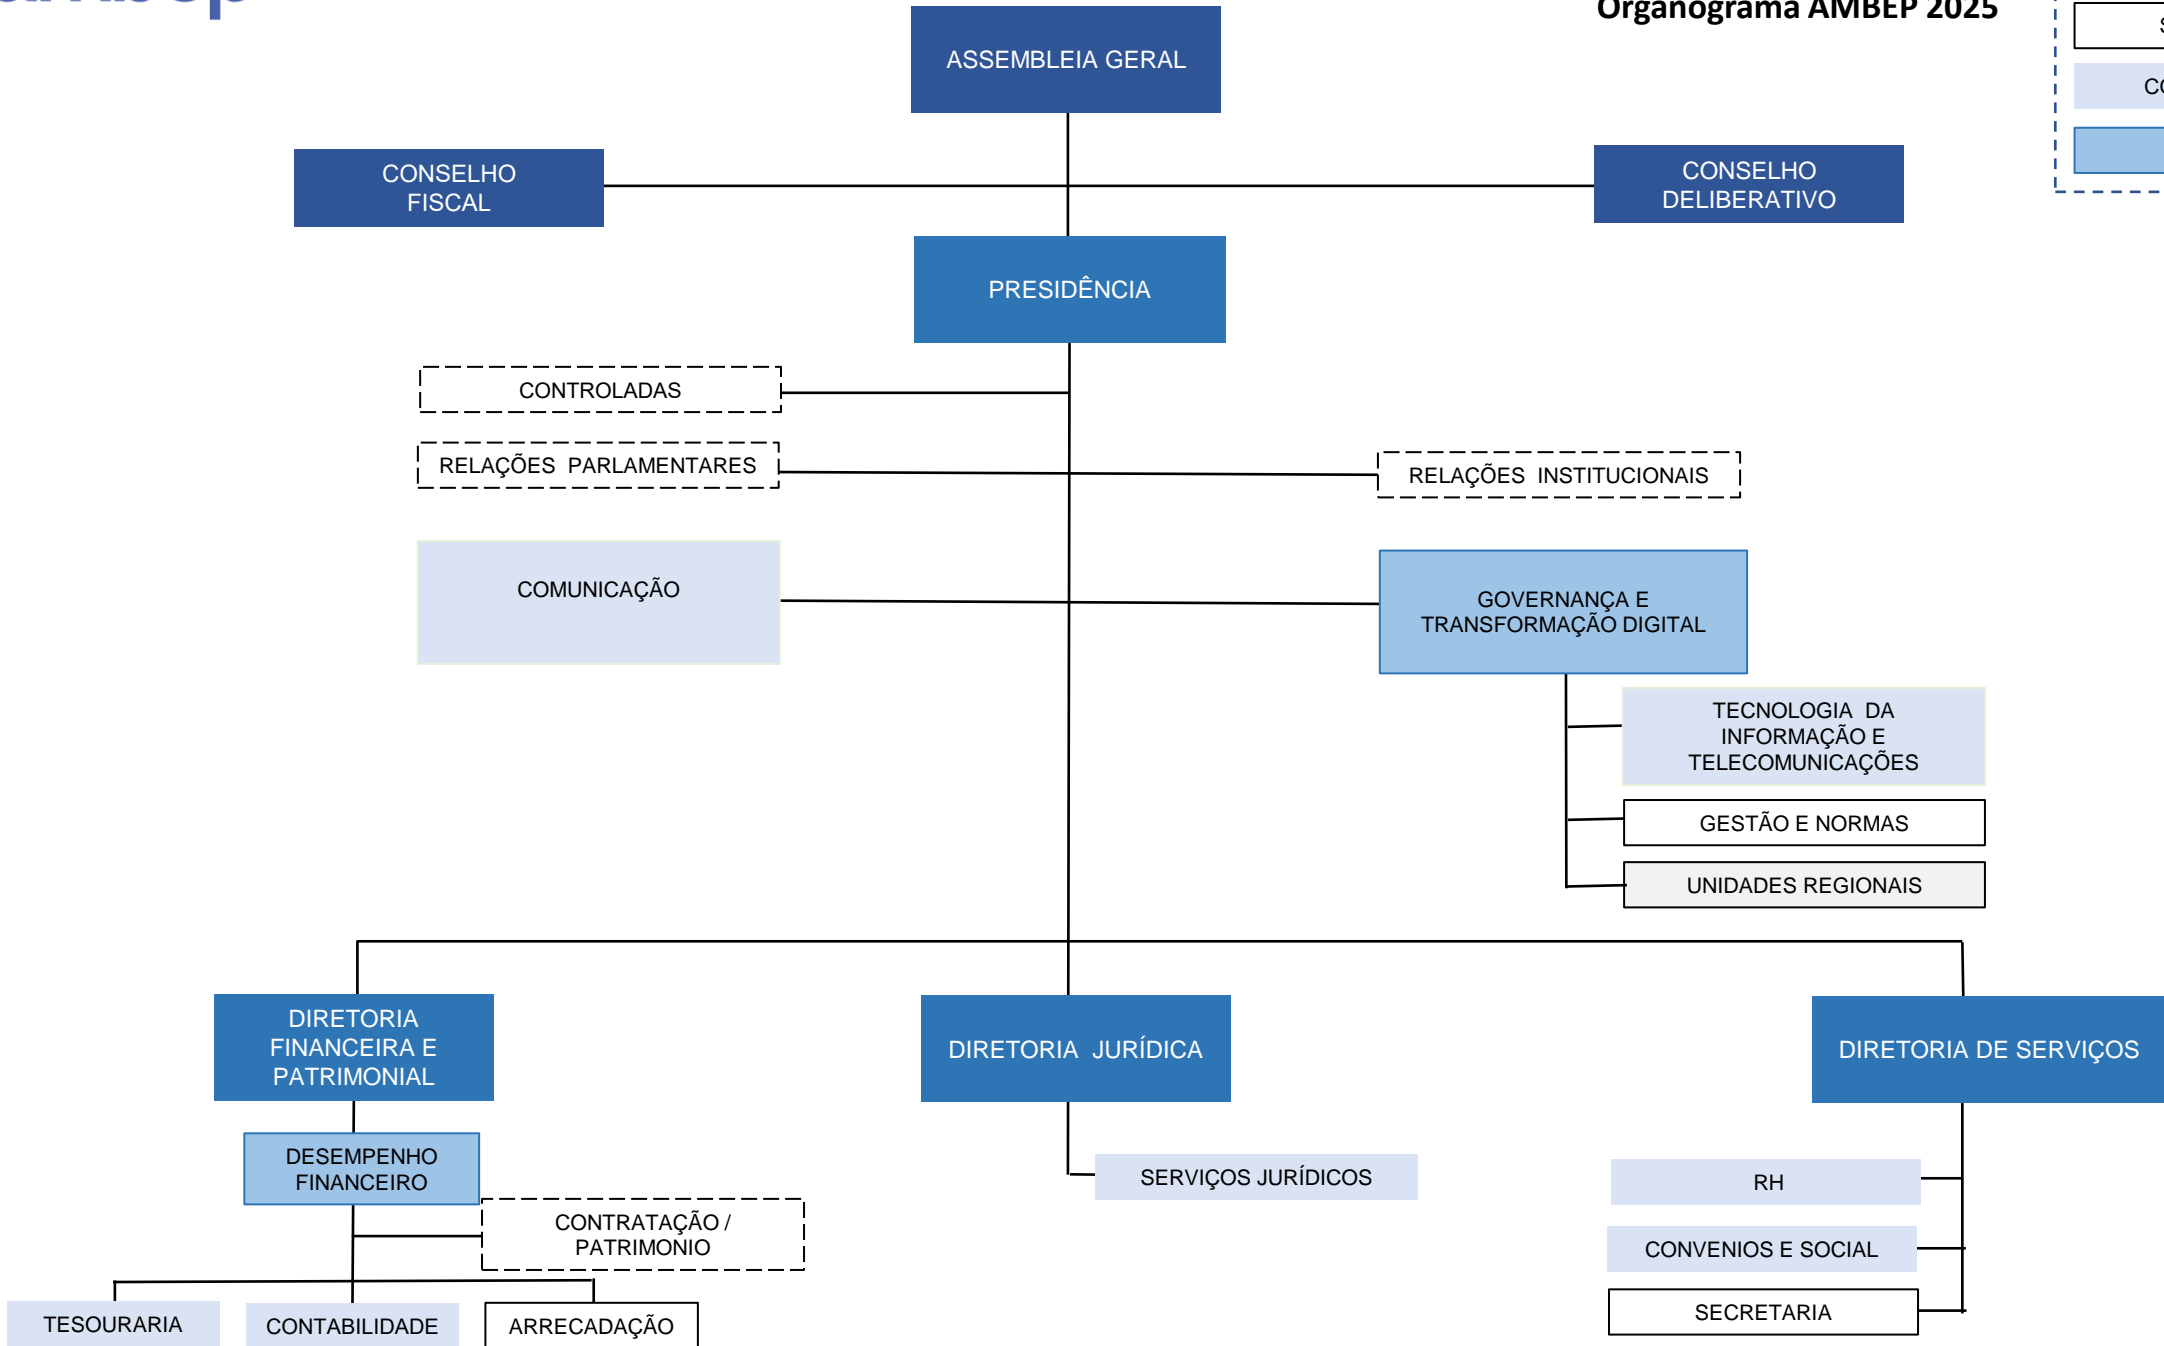 Organograma AMBEP 2025
ASSEMBLEIA GERAL
CONSELHO
FISCAL
CONSELHO
DELIBERATIVO
PRESIDÊNCIA
CONTROLADAS
RELAÇÕES PARLAMENTARES
RELAÇÕES INSTITUCIONAIS
COMUNICAÇÃO
GOVERNANÇA E
TRANSFORMAÇÃO DIGITAL
TECNOLOGIA DA
INFORMAÇÃO E
TELECOMUNICAÇÕES
GESTÃO E NORMAS
UNIDADES REGIONAIS
DIRETORIA
FINANCEIRA E
PATRIMONIAL
DIRETORIA JURÍDICA
DIRETORIA DE SERVIÇOS
DESEMPENHO
FINANCEIRO
SERVIÇOS JURÍDICOS
RH
CONTRATAÇÃO /
PATRIMONIO
CONVENIOS E SOCIAL
SECRETARIA
TESOURARIA
CONTABILIDADE
ARRECADAÇÃO